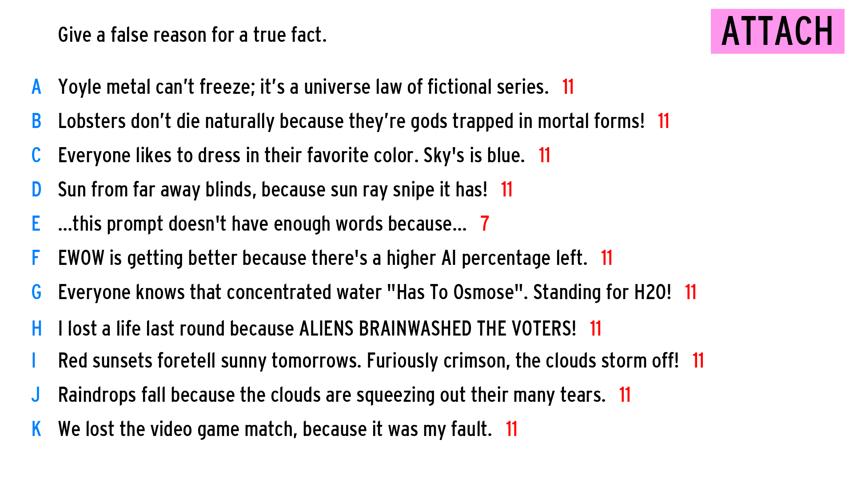 Give a false reason for a true fact.
ATTACH
A Yoyle metal can't freeze; it's a universe law of fictional series. 11
B Lobsters don't die naturally because they're gods trapped in mortal forms! 11
C Everyone likes to dress in their favorite color. Sky's is blue. 11
D Sun from far away blinds, because sun ray snipe it has! 11
E ...this prompt doesn't have enough words because... 7
F EWOW is getting better because there's a higher AI percentage left. 11
G Everyone knows that concentrated water "Has To Osmose". Standing for H2O! 11
H I lost a life last round because ALIENS BRAINWASHED THE VOTERS! 11
I Red sunsets foretell sunny tomorrows. Furiously crimson, the clouds storm off! 11
J Raindrops fall because the clouds are squeezing out their many tears. 11
K We lost the video game match, because it was my fault. 11